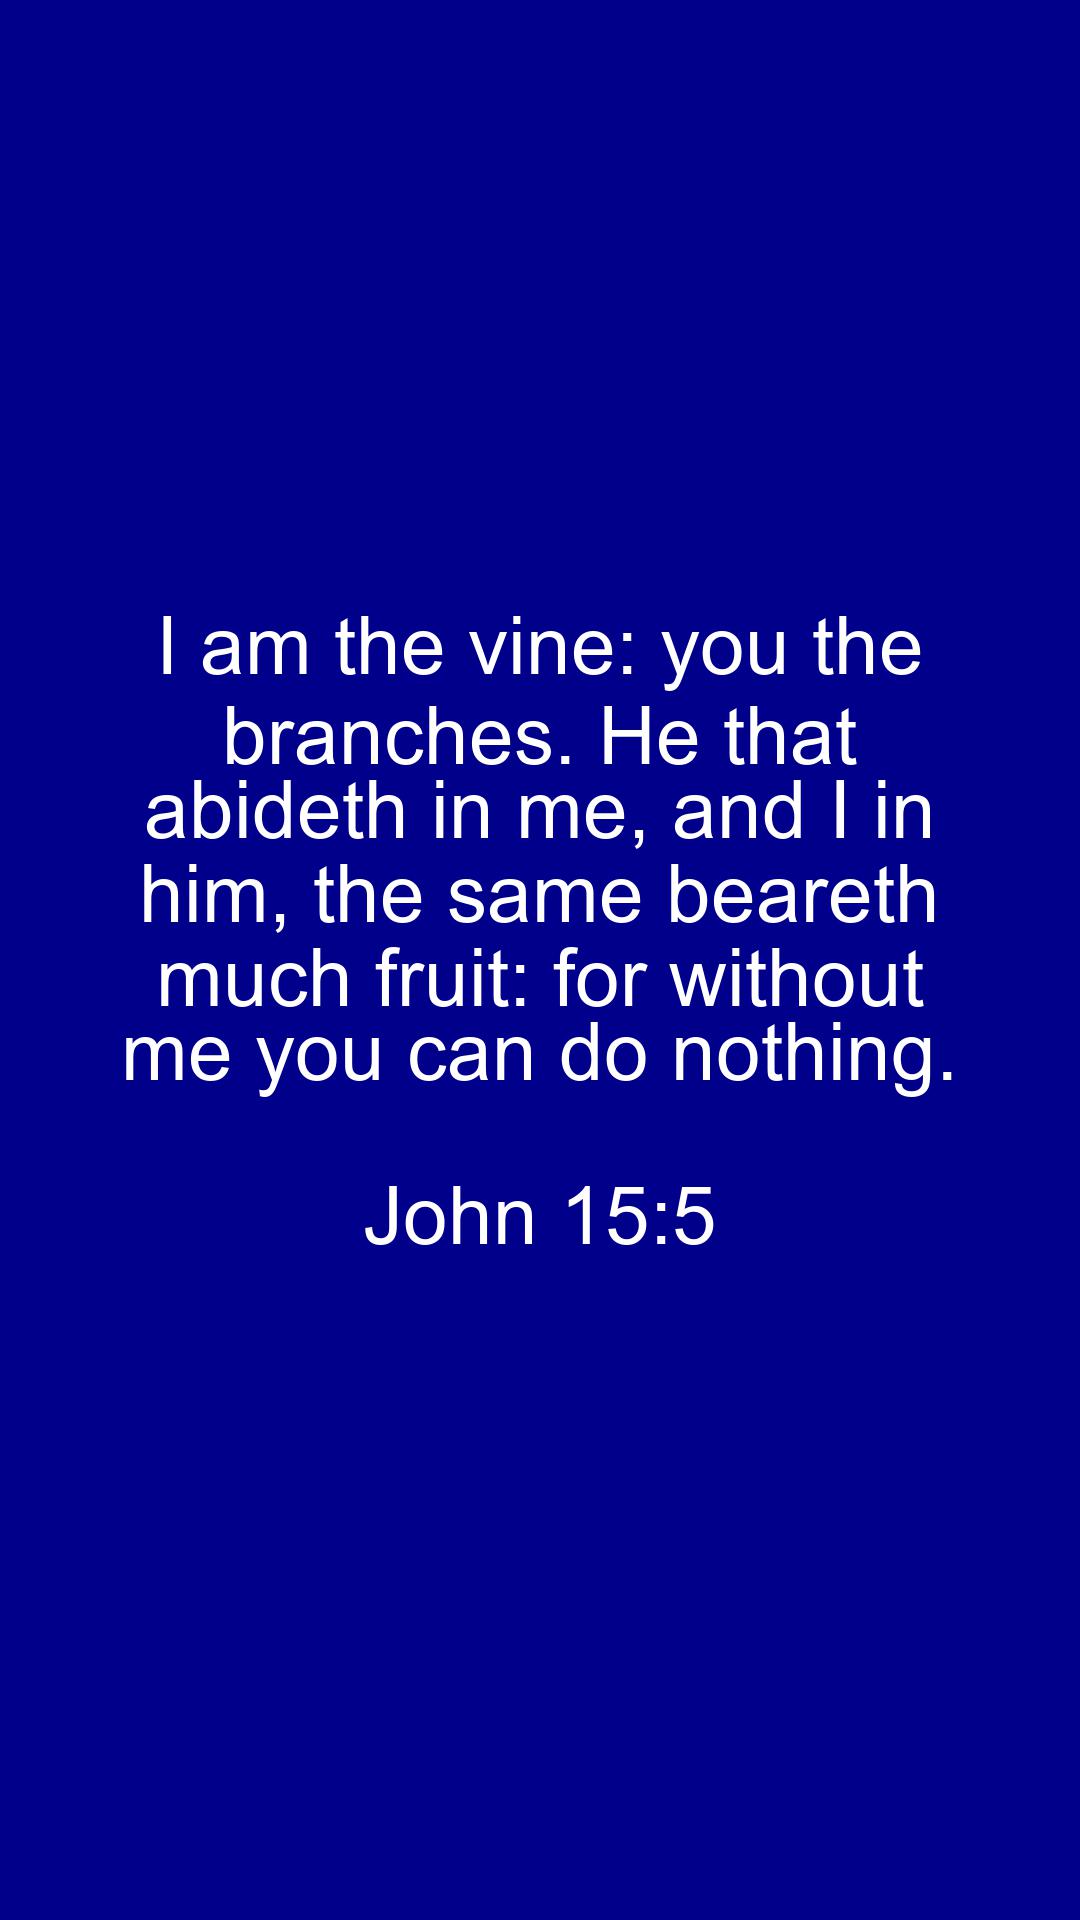 I am the vine: you the
branches. He that
abideth in me, and I in
him, the same beareth
much fruit: for without
me you can do nothing.
John 15:5